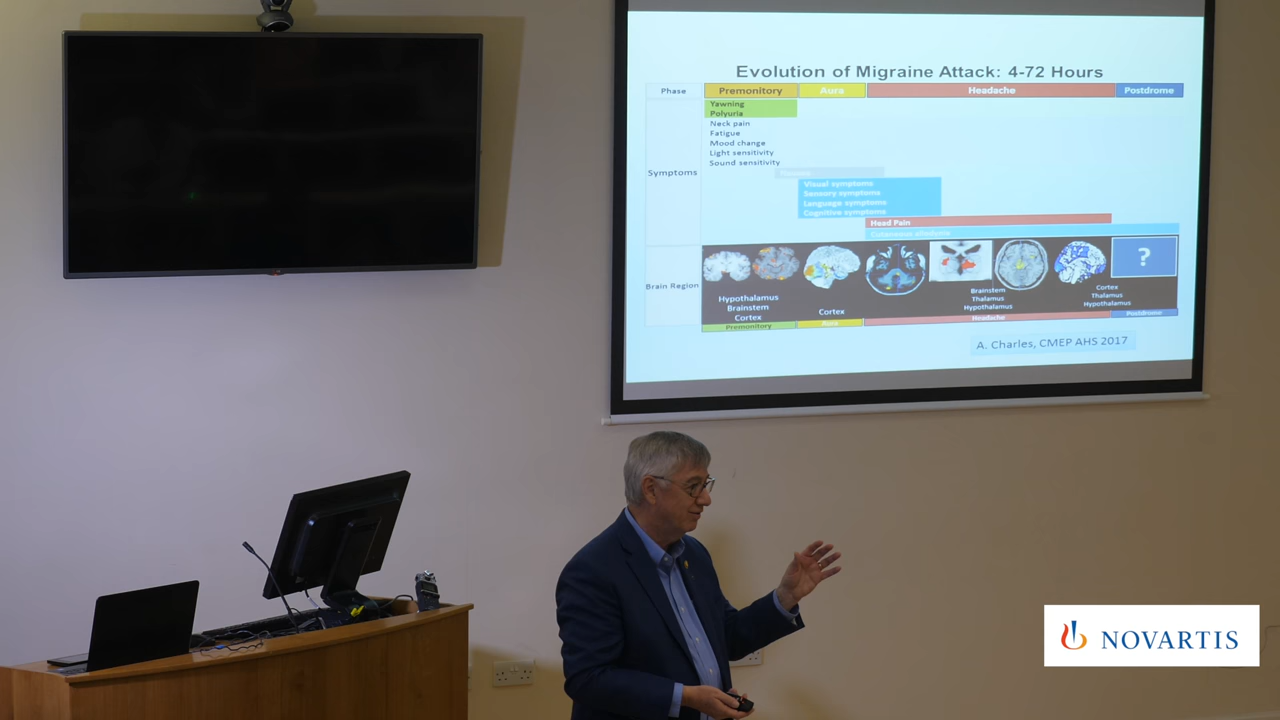 Evolution of Migraine Attack: 4-72 Hours
Phase
Premonitory
Aura
Headache
Postdrome
Symptoms
Yawning
Polyuria
Neck pain
Fatigue
Mood change
Light sensitivity
Sound sensitivity
Visual symptoms
Sensory symptoms
Language symptoms
Cognitive symptoms
Head Pain
Cutaneous allodynia
Brain Region
?
Hypothalamus
Brainstem
Cortex
Cortex
Brainstem
Thalamus
Hypothalamus
Cortex
Thalamus
Hypothalamus
Premonitory
Aura
Headache
Postdrome
A. Charles, CMEP AHS 2017
NOVARTIS